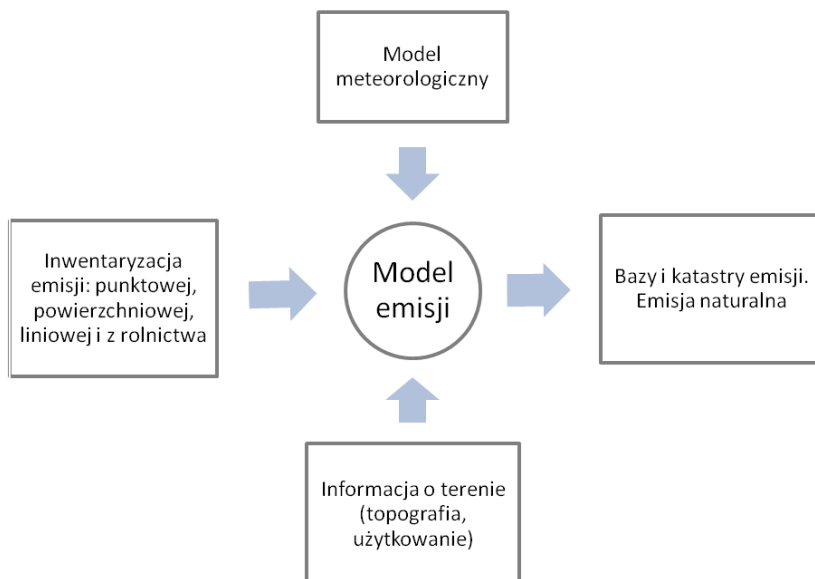 Model
meteorologiczny
Inwentaryzacja
emisji: punktowej,
powierzchniowej,
liniowej i z rolnictwa
Model
emisji
Bazy i katastry emisji.
Emisja naturalna
Informacja o terenie
(topografia,
użytkowanie)